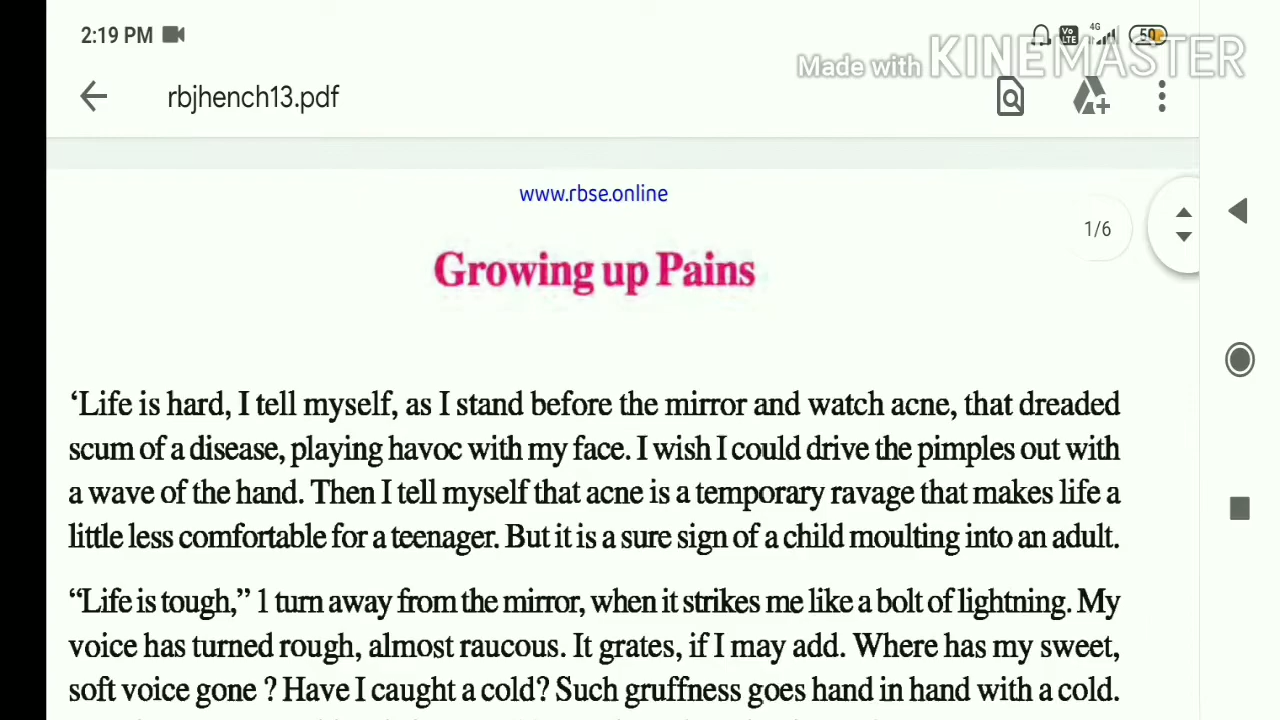 2:19 PM
Vo LTE 4G 50
Made with KINEMASTER
rbjhench13.pdf
www.rbse.online
1/6
Growing up Pains
‘Life is hard, I tell myself, as I stand before the mirror and watch acne, that dreaded
scum of a disease, playing havoc with my face. I wish I could drive the pimples out with
a wave of the hand. Then I tell myself that acne is a temporary ravage that makes life a
little less comfortable for a teenager. But it is a sure sign of a child moulting into an adult.
“Life is tough,” 1 turn away from the mirror, when it strikes me like a bolt of lightning. My
voice has turned rough, almost raucous. It grates, if I may add. Where has my sweet,
soft voice gone ? Have I caught a cold? Such gruffness goes hand in hand with a cold.